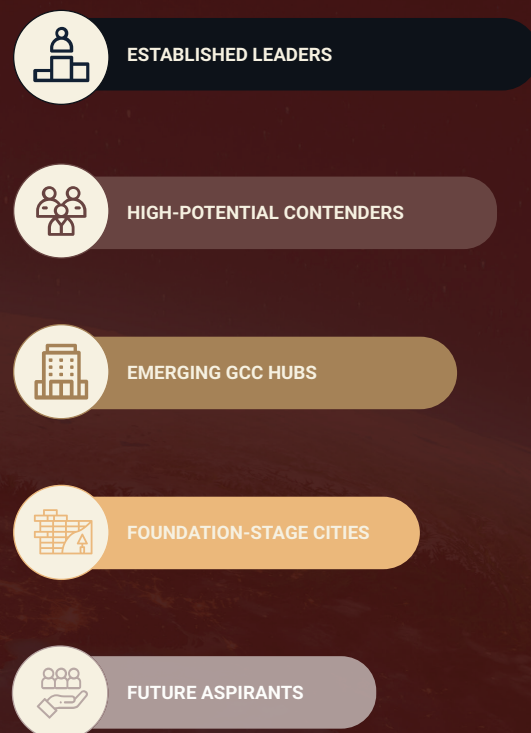 ESTABLISHED LEADERS
HIGH-POTENTIAL CONTENDERS
EMERGING GCC HUBS
FOUNDATION-STAGE CITIES
FUTURE ASPIRANTS